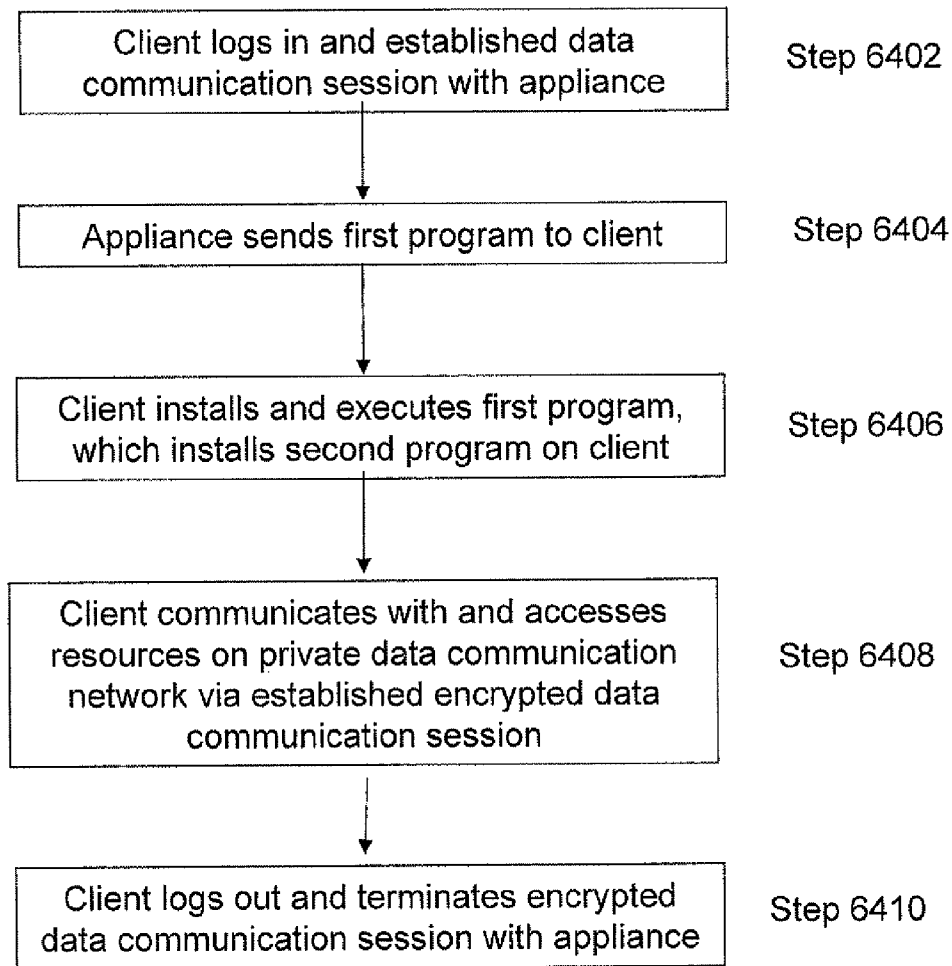 Client logs in and established data
communication session with appliance
Step 6402
Appliance sends first program to client
Step 6404
Client installs and executes first program,
which installs second program on client
Step 6406
Client communicates with and accesses
resources on private data communication
network via established encrypted data
communication session
Step 6408
Client logs out and terminates encrypted
data communication session with appliance
Step 6410